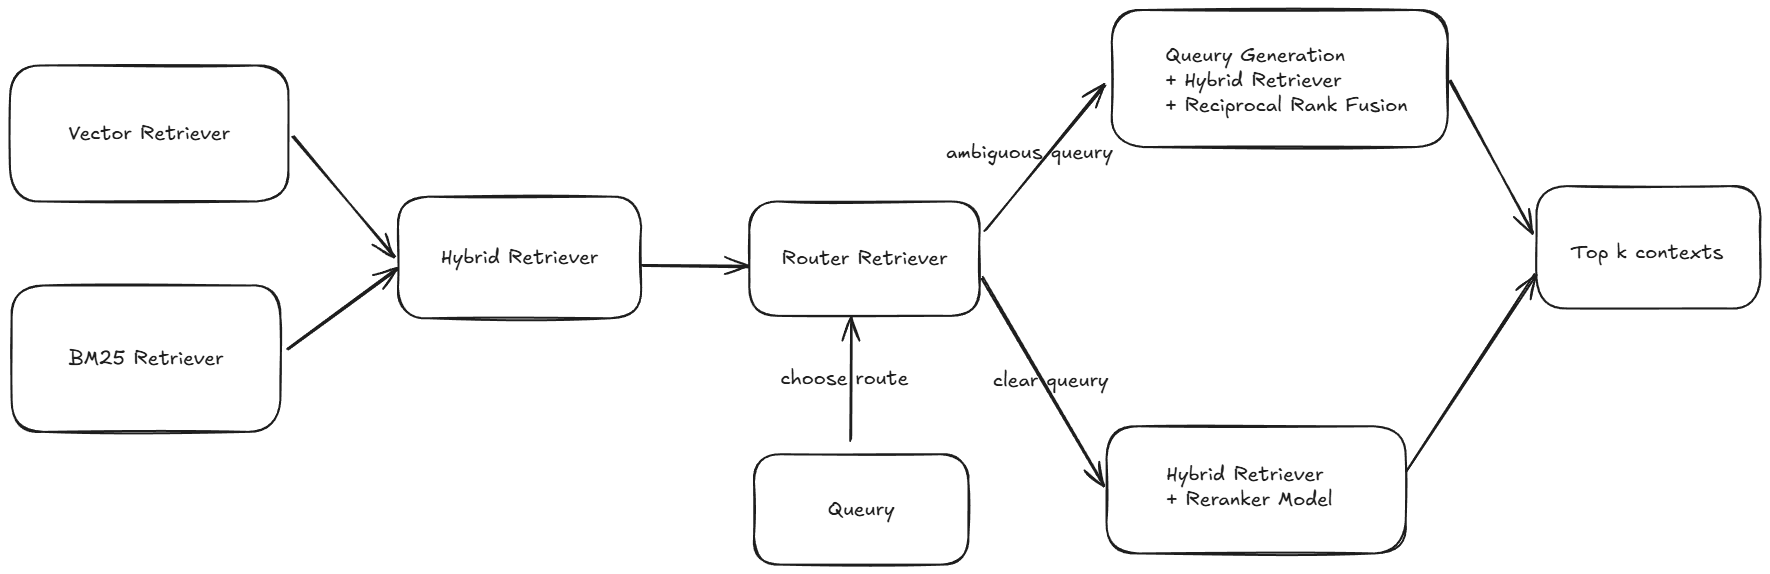 Vector Retriever
BM25 Retriever
Hybrid Retriever
Router Retriever
choose route
Queury
ambiguous queury
clear queury
Queury Generation
+ Hybrid Retriever
+ Reciprocal Rank Fusion
Hybrid Retriever
+ Reranker Model
Top k contexts